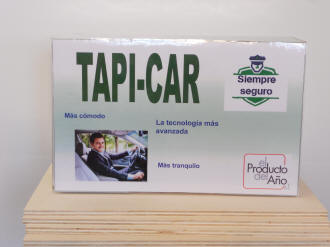 TAPI-CAR
Siempre
seguro
Más cómodo
La tecnología más
avanzada
Más tranquilo
el
Producto
del Año